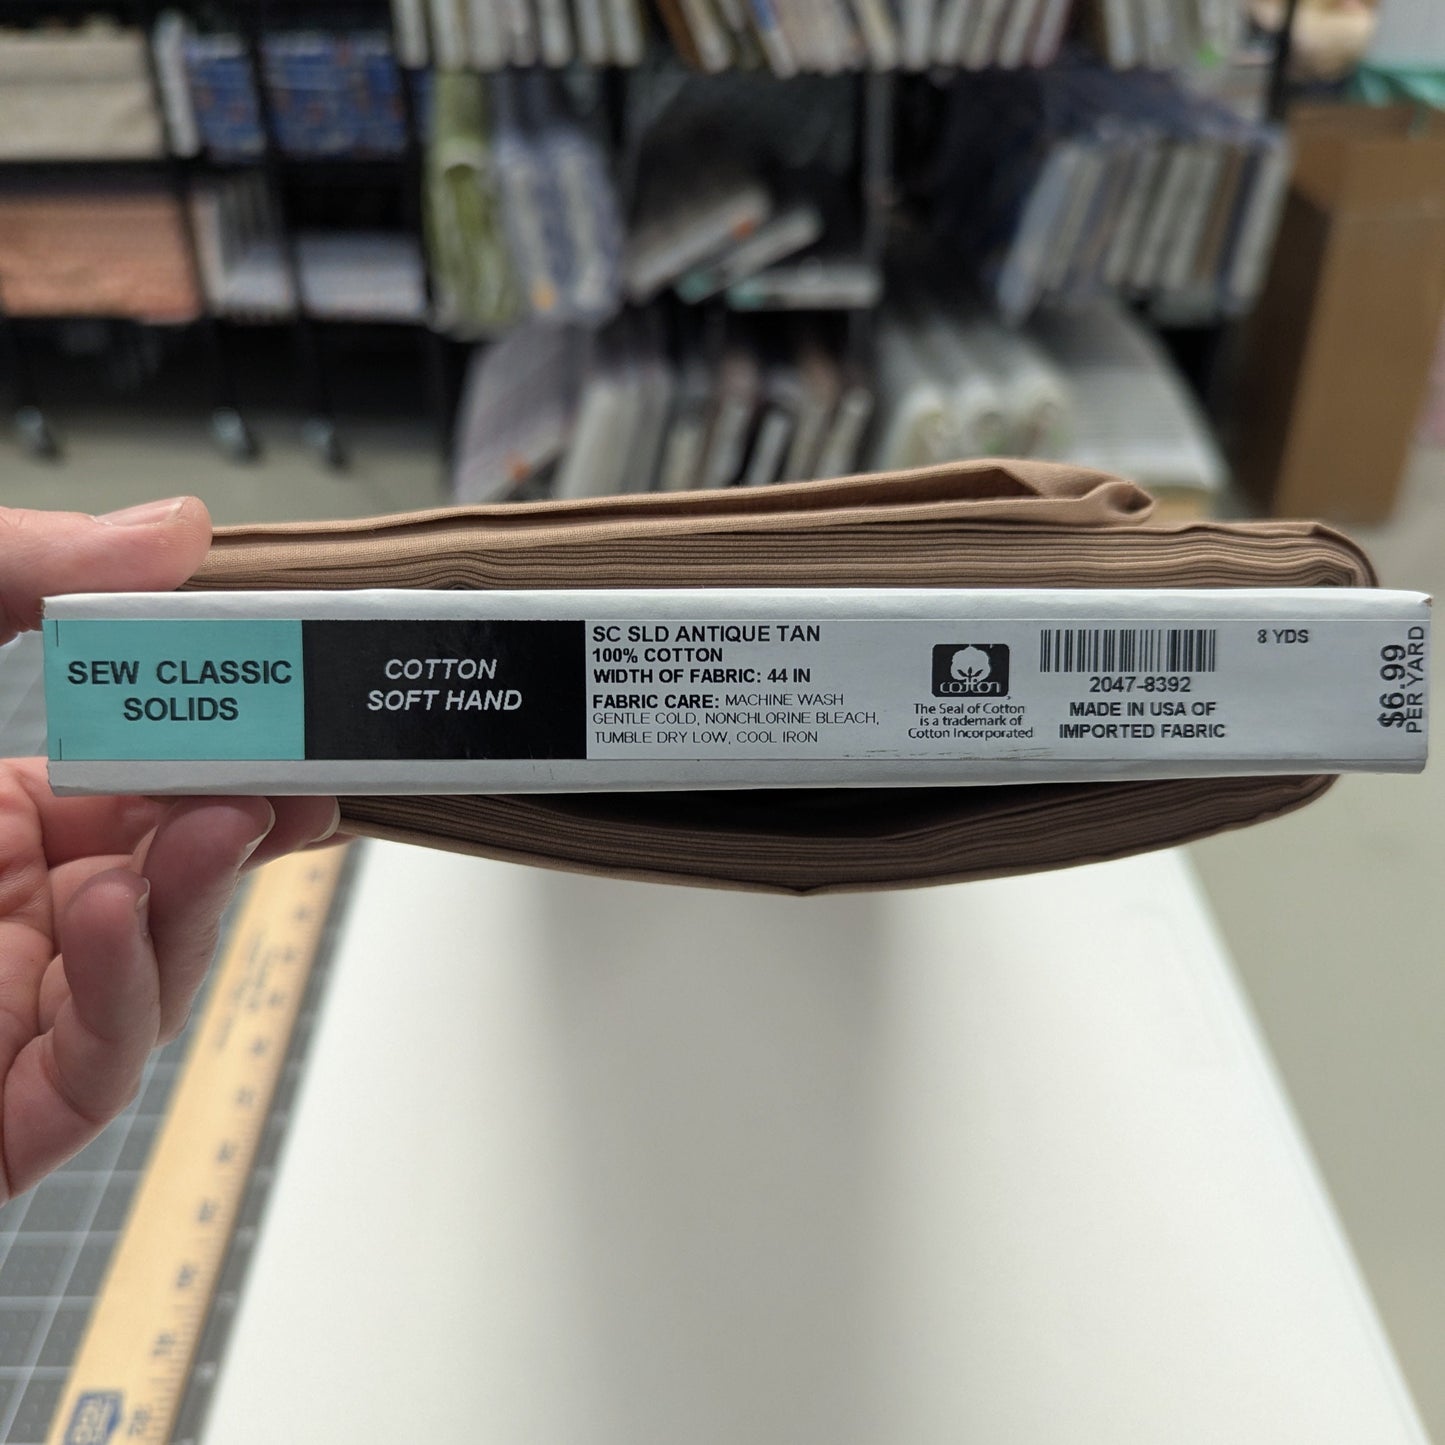 SEW CLASSIC
SOLIDS
COTTON
SOFT HAND
SC SLD ANTIQUE TAN
100% COTTON
WIDTH OF FABRIC: 44 IN
FABRIC CARE: MACHINE WASH
GENTLE COLD, NONCHLORINE BLEACH,
TUMBLE DRY LOW, COOL IRON
cotton
The Seal of Cotton
is a trademark of
Cotton Incorporated
2047-8392
MADE IN USA OF
IMPORTED FABRIC
8 YDS
$6.99
PER YARD